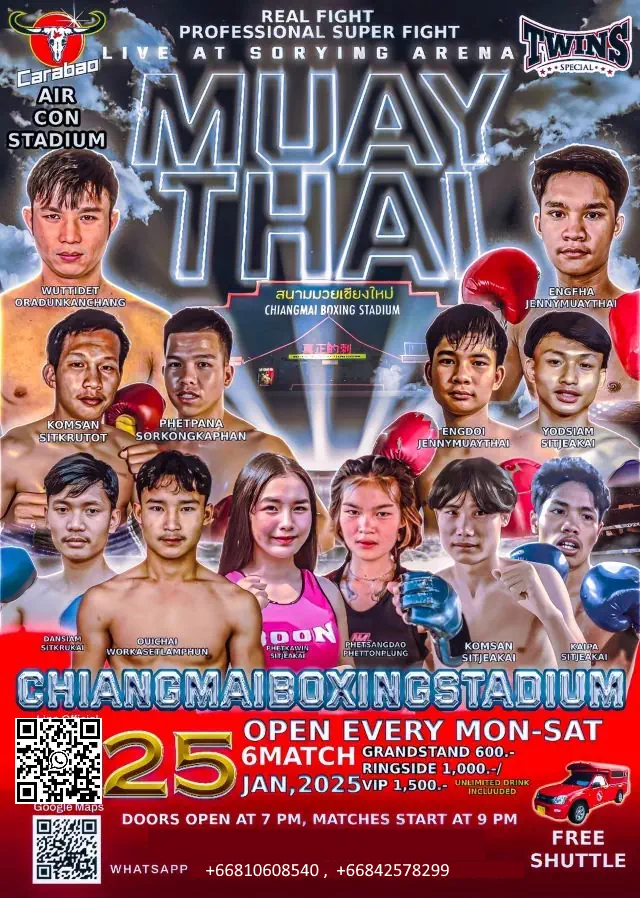 REAL FIGHT
PROFESSIONAL SUPER FIGHT
LIVE AT SORYING ARENA
Carabao
TWINS
SPECIAL
AIR
CON
STADIUM
MUAY
THAI
WUTTIDET
ORADUNKANCHANG
ENGFHA
JENNYMUAYTHAI
สนามมวยเชียงใหม่
CHIANGMAI BOXING STADIUM
KOMSAN
SITKRUTOT
PHETPANA
SORKONGKAPHAN
ENGDOI
JENNYMUAYTHAI
YODSIAM
SITJEAKAI
DANSIAM
SITKRUKAI
OUICHAI
WORKASETLAMPHUN
BOON
PHETKAWIN
SITJEAKAI
PHETSANGDAO
PHETTONPLUNG
KOMSAN
SITJEAKAI
KAIPA
SITJEAKAI
CHIANGMAIBOXINGSTADIUM
25
OPEN EVERY MON-SAT
6MATCH
JAN,2025
GRANDSTAND 600.-
RINGSIDE 1,000.-/
VIP 1,500.-
UNLIMITED DRINK
INCLUUDED
Google Maps
DOORS OPEN AT 7 PM, MATCHES START AT 9 PM
FREE
SHUTTLE
WHATSAPP +66810608540 , +66842578299